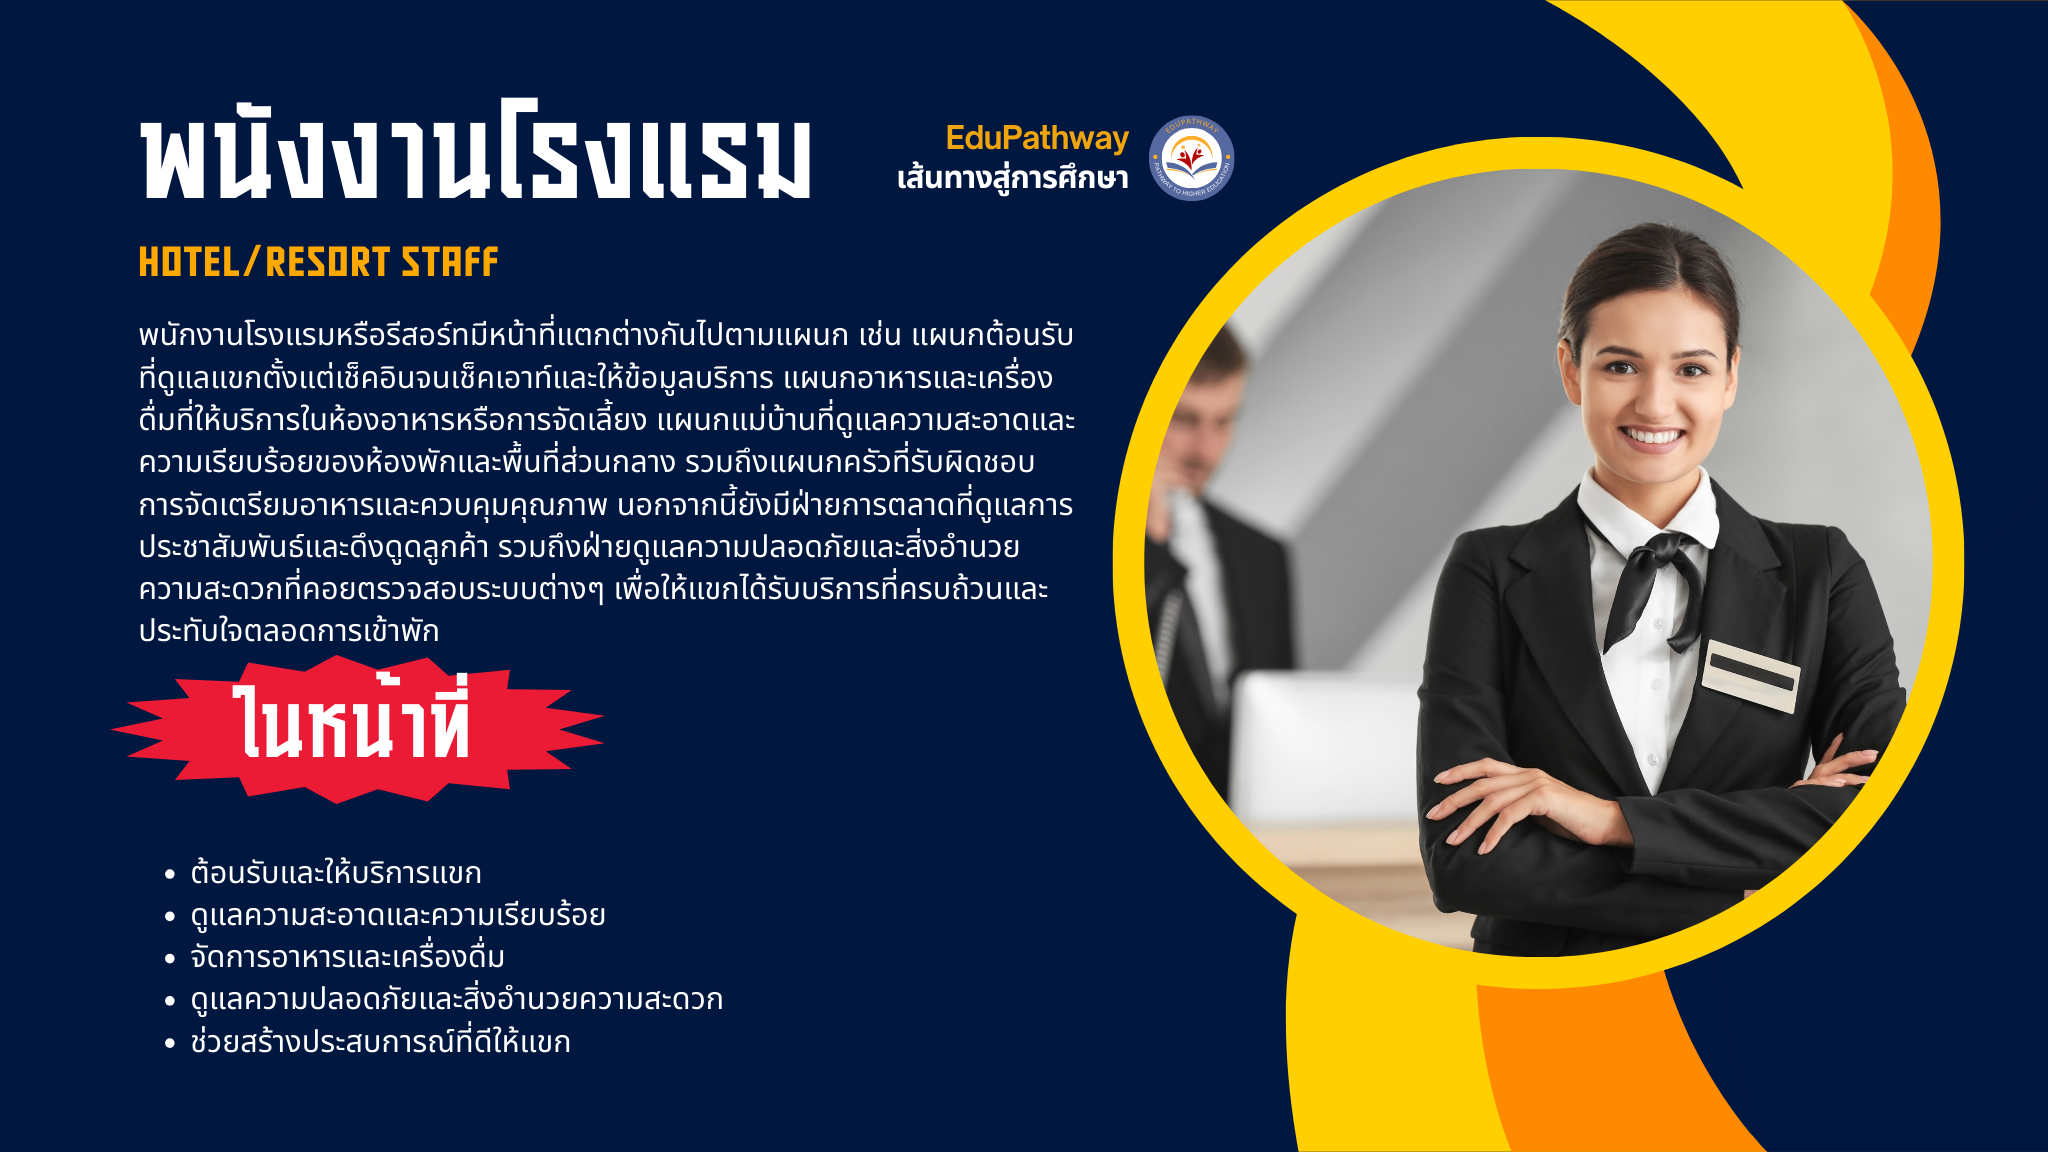 พนังงานโรงแรม
EduPathway
เส้นทางสู่การศึกษา
EDUPATHWAY
PATHWAY TO HIGHER EDUCATION
HOTEL/RESORT STAFF
พนักงานโรงแรมหรือรีสอร์ทมีหน้าที่แตกต่างกันไปตามแผนก เช่น แผนกต้อนรับ
ที่ดูแลแขกตั้งแต่เช็คอินจนเช็คเอาท์และให้ข้อมูลบริการ แผนกอาหารและเครื่อง
ดื่มที่ให้บริการในห้องอาหารหรือการจัดเลี้ยง แผนกแม่บ้านที่ดูแลความสะอาดและ
ความเรียบร้อยของห้องพักและพื้นที่ส่วนกลาง รวมถึงแผนกครัวที่รับผิดชอบ
การจัดเตรียมอาหารและควบคุมคุณภาพ นอกจากนี้ยังมีฝ่ายการตลาดที่ดูแลการ
ประชาสัมพันธ์และดึงดูดลูกค้า รวมถึงฝ่ายดูแลความปลอดภัยและสิ่งอำนวย
ความสะดวกที่คอยตรวจสอบระบบต่างๆ เพื่อให้แขกได้รับบริการที่ครบถ้วนและ
ประทับใจตลอดการเข้าพัก
ในหน้าที่
• ต้อนรับและให้บริการแขก
• ดูแลความสะอาดและความเรียบร้อย
• จัดการอาหารและเครื่องดื่ม
• ดูแลความปลอดภัยและสิ่งอำนวยความสะดวก
• ช่วยสร้างประสบการณ์ที่ดีให้แขก